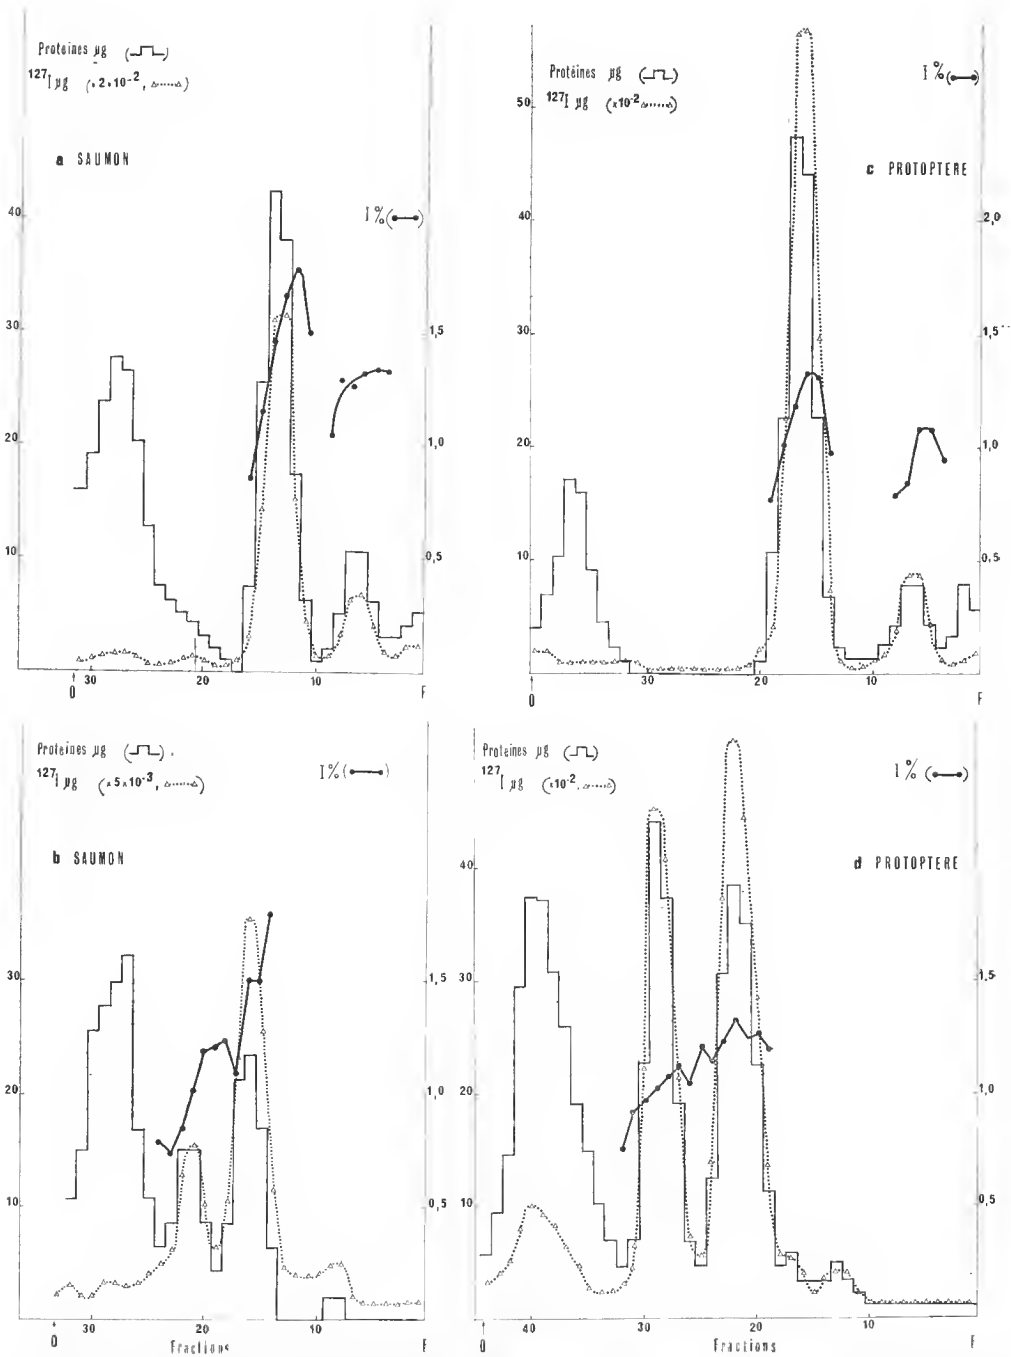 Proteines µg ( )
127I µg (×2×10-2, )
a SAUMON
I% ( )
40
30
20
10
1,5
1,0
0,5
30
20
10
0
F
Protéines µg ( )
127I µg (×10-2 )
I% ( )
c PROTOPTERE
50
40
30
20
10
2,0
1,5
1,0
0,5
30
20
10
0
F
Proteines µg ( ) .
127I µg (×5×10-3, )
I% ( )
b SAUMON
30
20
10
1,5
1,0
0,5
30
20
10
0
Fractions
F
Proteines µg ( )
127I µg (×10-2, )
I% ( )
d PROTOPTERE
40
30
20
10
1,5
1,0
0,5
0
40
30
20
10
Fractions
F